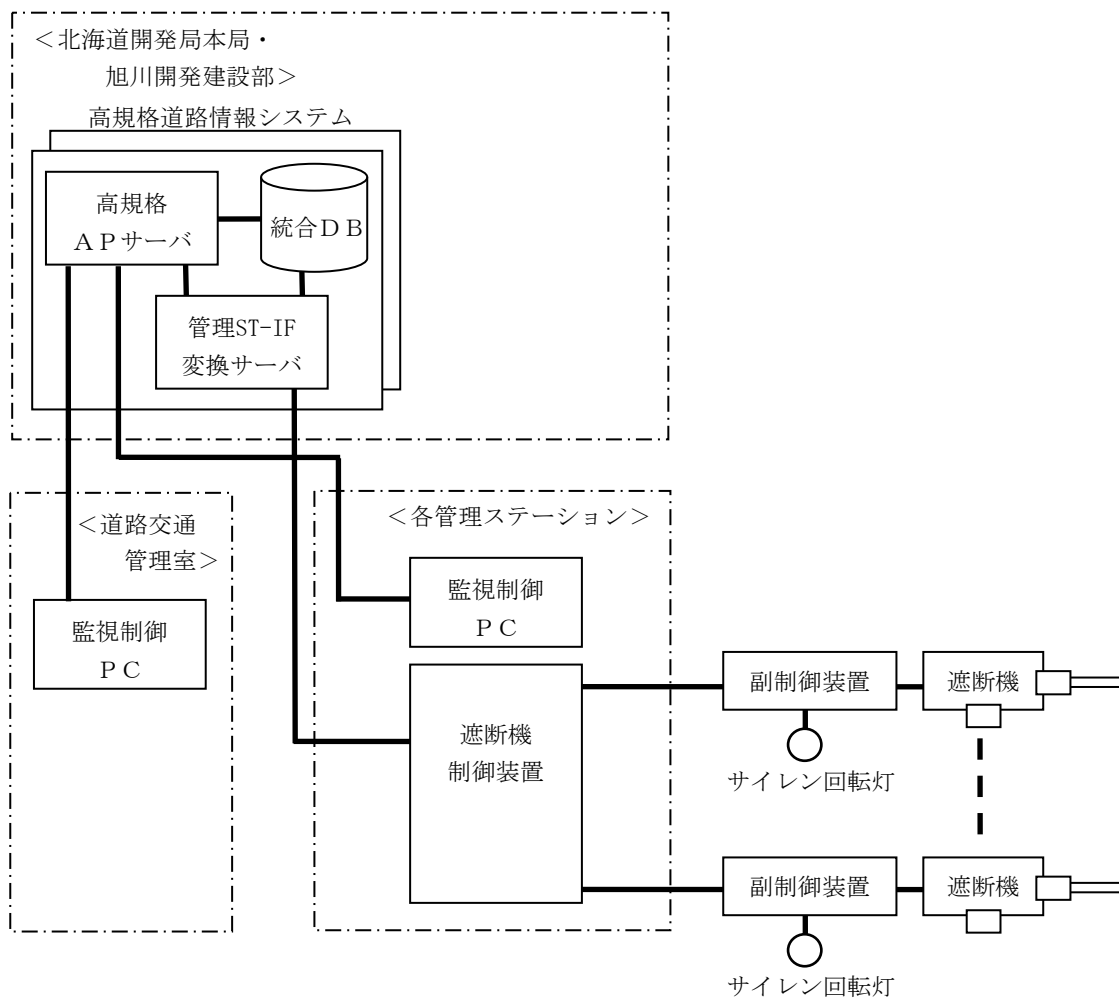 ＜北海道開発局本局・
旭川開発建設部＞
高規格道路情報システム
高規格
ＡＰサーバ
統合ＤＢ
管理ST-IF
変換サーバ
＜道路交通
管理室＞
監視制御
ＰＣ
＜各管理ステーション＞
監視制御
ＰＣ
遮断機
制御装置
副制御装置
遮断機
サイレン回転灯
副制御装置
遮断機
サイレン回転灯